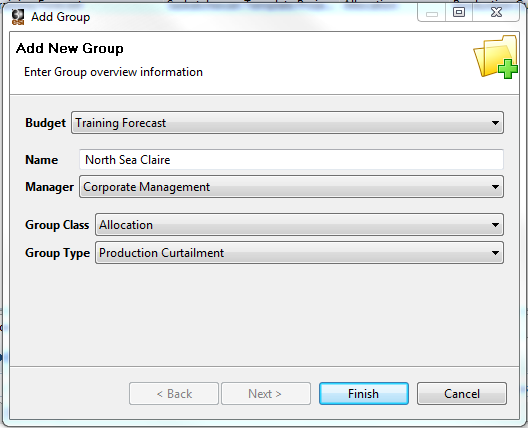 Add Group
Add New Group
Enter Group overview information
Budget Training Forecast
Name North Sea Claire
Manager Corporate Management
Group Class Allocation
Group Type Production Curtailment
< Back Next > Finish Cancel